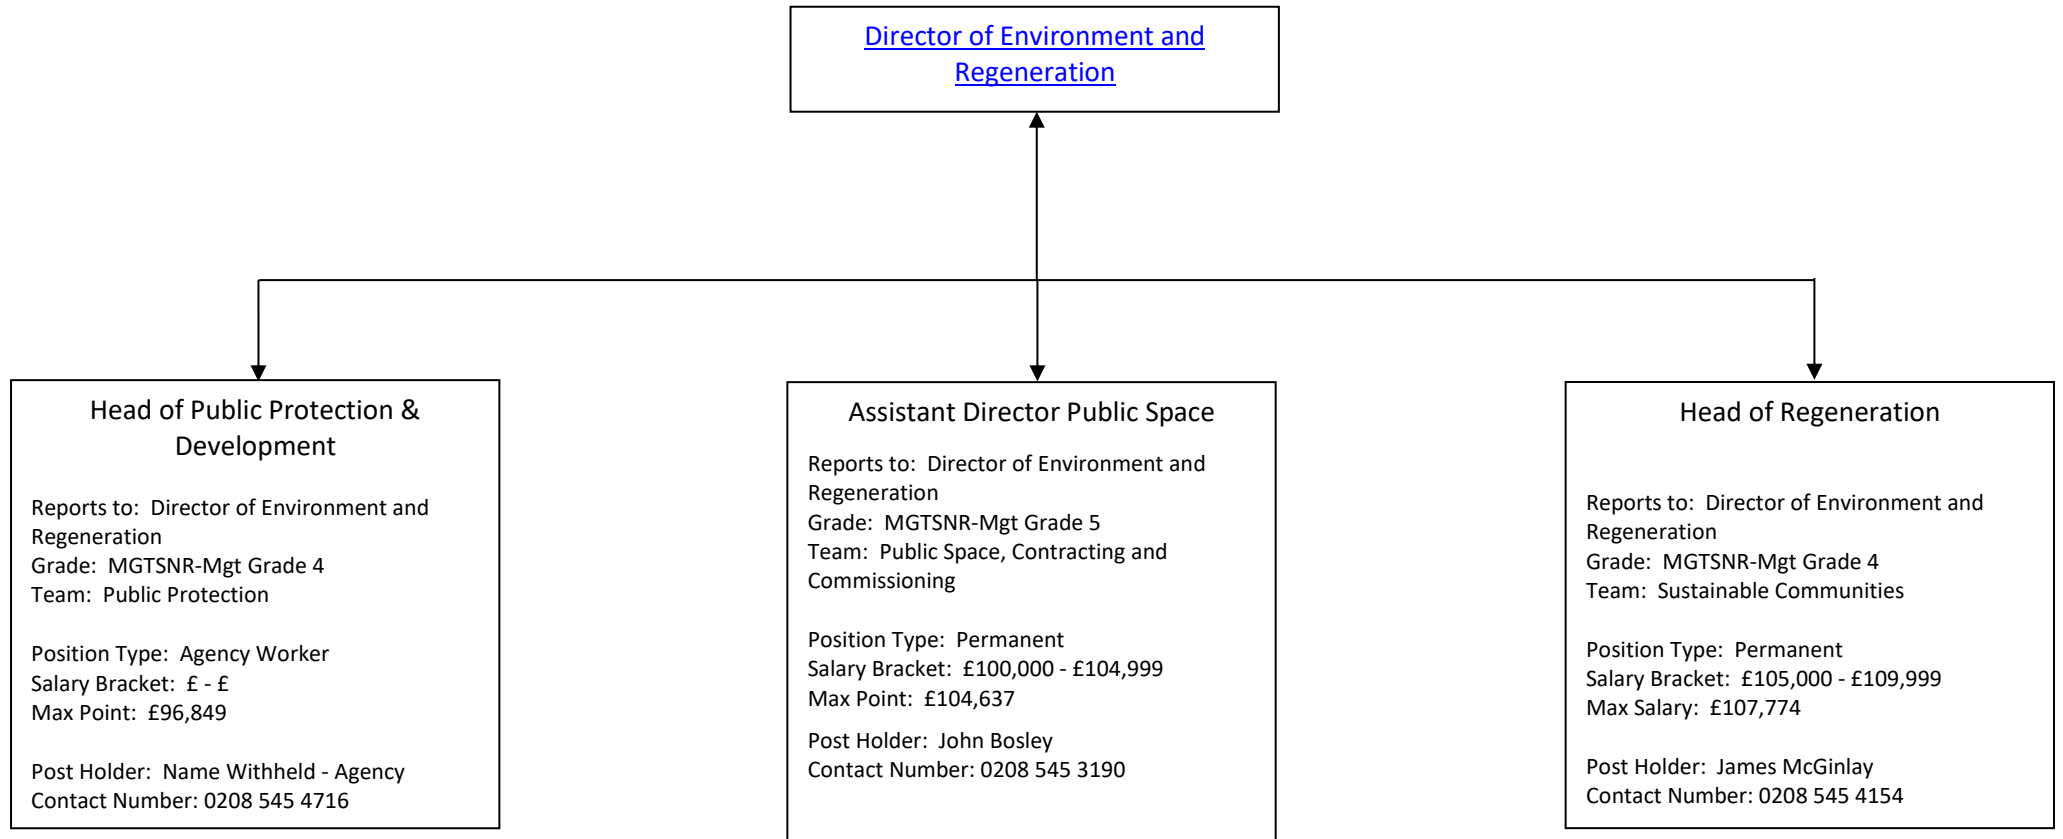 Director of Environment and
Regeneration
Head of Public Protection &
Development
Reports to: Director of Environment and
Regeneration
Grade: MGTSNR-Mgt Grade 4
Team: Public Protection
Position Type: Agency Worker
Salary Bracket: £ - £
Max Point: £96,849
Post Holder: Name Withheld - Agency
Contact Number: 0208 545 4716
Assistant Director Public Space
Reports to: Director of Environment and
Regeneration
Grade: MGTSNR-Mgt Grade 5
Team: Public Space, Contracting and
Commissioning
Position Type: Permanent
Salary Bracket: £100,000 - £104,999
Max Point: £104,637
Post Holder: John Bosley
Contact Number: 0208 545 3190
Head of Regeneration
Reports to: Director of Environment and
Regeneration
Grade: MGTSNR-Mgt Grade 4
Team: Sustainable Communities
Position Type: Permanent
Salary Bracket: £105,000 - £109,999
Max Salary: £107,774
Post Holder: James McGinlay
Contact Number: 0208 545 4154